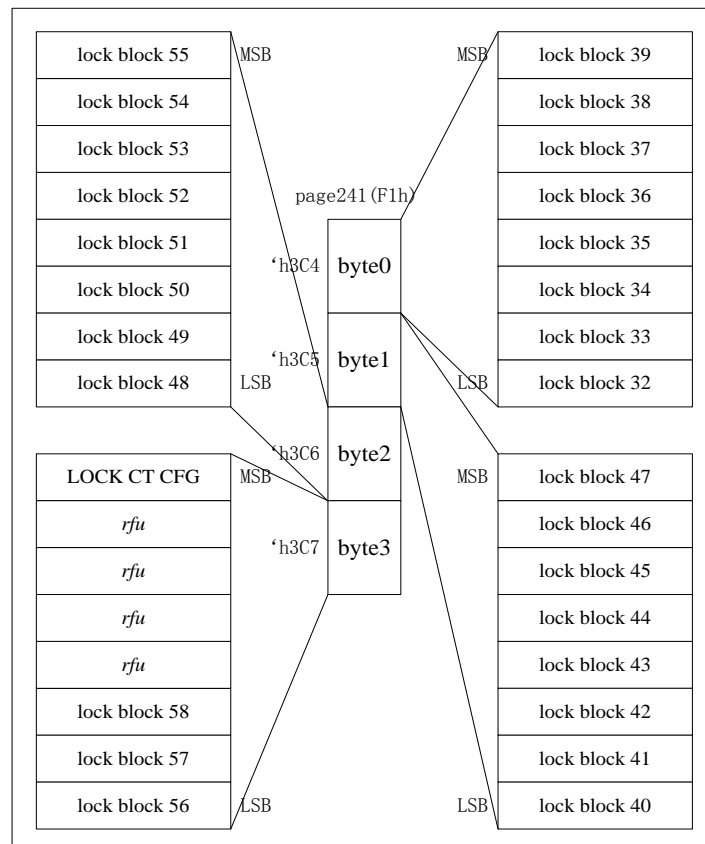 lock block 55 MSB
lock block 54
lock block 53
lock block 52
lock block 51
lock block 50
lock block 49
lock block 48 LSB
LOCK CT CFG MSB
rfu
rfu
rfu
rfu
lock block 58
lock block 57
lock block 56 LSB
page241(F1h)
‘h3C4 byte0
‘h3C5 byte1
‘h3C6 byte2
‘h3C7 byte3
MSB lock block 39
lock block 38
lock block 37
lock block 36
lock block 35
lock block 34
lock block 33
LSB lock block 32
MSB lock block 47
lock block 46
lock block 45
lock block 44
lock block 43
lock block 42
lock block 41
LSB lock block 40